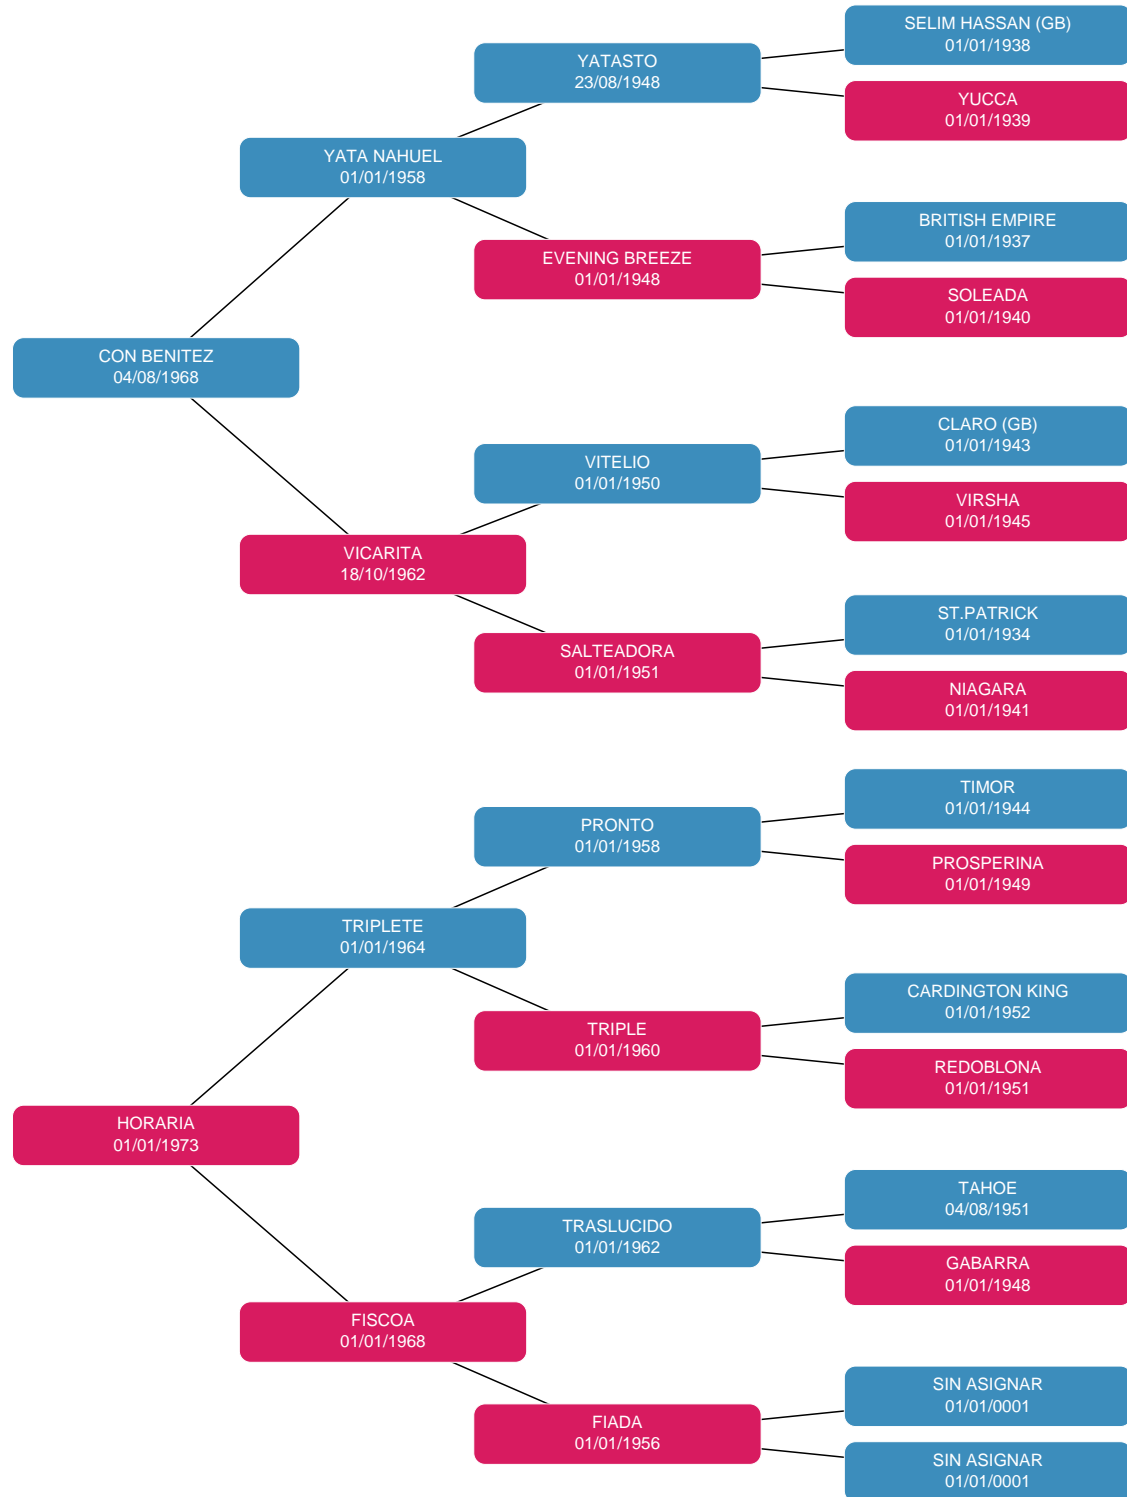 SELIM HASSAN (GB)
01/01/1938
YATASTO
23/08/1948
YUCCA
01/01/1939
YATA NAHUEL
01/01/1958
BRITISH EMPIRE
01/01/1937
EVENING BREEZE
01/01/1948
SOLEADA
01/01/1940
CON BENITEZ
04/08/1968
CLARO (GB)
01/01/1943
VITELIO
01/01/1950
VIRSHA
01/01/1945
VICARITA
18/10/1962
ST.PATRICK
01/01/1934
SALTEADORA
01/01/1951
NIAGARA
01/01/1941
TIMOR
01/01/1944
PRONTO
01/01/1958
PROSPERINA
01/01/1949
TRIPLETE
01/01/1964
CARDINGTON KING
01/01/1952
TRIPLE
01/01/1960
REDOBLONA
01/01/1951
HORARIA
01/01/1973
TAHOE
04/08/1951
TRASLUCIDO
01/01/1962
GABARRA
01/01/1948
FISCOA
01/01/1968
SIN ASIGNAR
01/01/0001
FIADA
01/01/1956
SIN ASIGNAR
01/01/0001